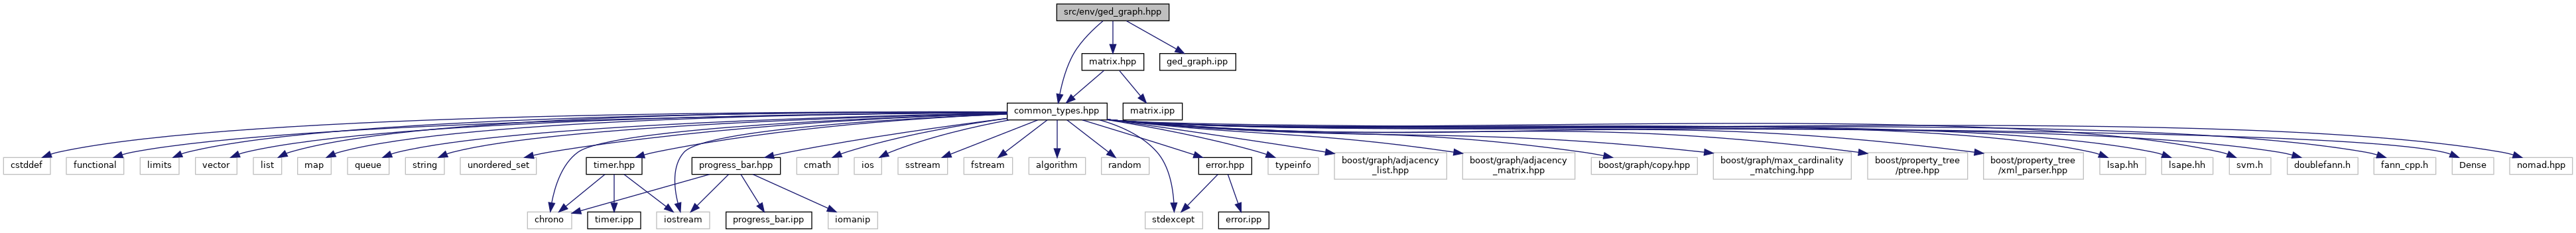 src/env/ged_graph.hpp
matrix.hpp
ged_graph.ipp
common_types.hpp
matrix.ipp
cstddef
functional
limits
vector
list
map
queue
string
unordered_set
timer.hpp
progress_bar.hpp
cmath
ios
sstream
fstream
algorithm
random
error.hpp
typeinfo
boost/graph/adjacency
_list.hpp
boost/graph/adjacency
_matrix.hpp
boost/graph/copy.hpp
boost/graph/max_cardinality
_matching.hpp
boost/property_tree
/ptree.hpp
boost/property_tree
/xml_parser.hpp
lsap.hh
lsape.hh
svm.h
doublefann.h
fann_cpp.h
Dense
nomad.hpp
chrono
timer.ipp
iostream
progress_bar.ipp
iomanip
stdexcept
error.ipp